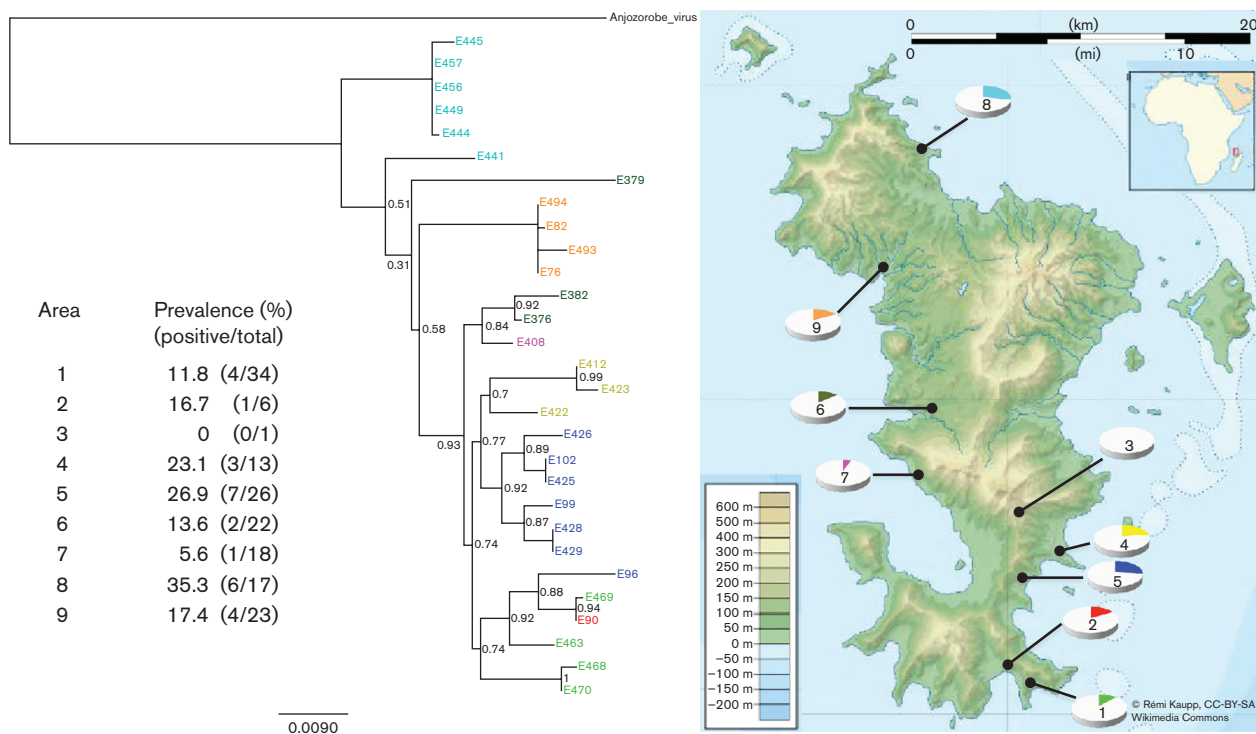 Anjozorobe_virus
E445
E457
E456
E449
E444
E441
E379
0.51
E494
E82
E493
E76
0.31
E382
0.92
E376
0.84
E408
0.58
E412
0.99
E423
0.7
E422
0.93
0.77
E426
0.89
E102
E425
0.92
E99
0.87
E428
E429
0.74
E96
0.88
E469
0.94
E90
0.92
E463
0.74
E468
1
E470
0.0090
Area Prevalence (%)
(positive/total)
1 11.8 (4/34)
2 16.7 (1/6)
3 0 (0/1)
4 23.1 (3/13)
5 26.9 (7/26)
6 13.6 (2/22)
7 5.6 (1/18)
8 35.3 (6/17)
9 17.4 (4/23)
0 (km) 20
0 (mi) 10
8
9
6
7
3
4
5
2
1
600 m
500 m
400 m
300 m
250 m
200 m
150 m
100 m
50 m
0 m
−50 m
−100 m
−150 m
−200 m
© Rémi Kaupp, CC-BY-SA
Wikimedia Commons